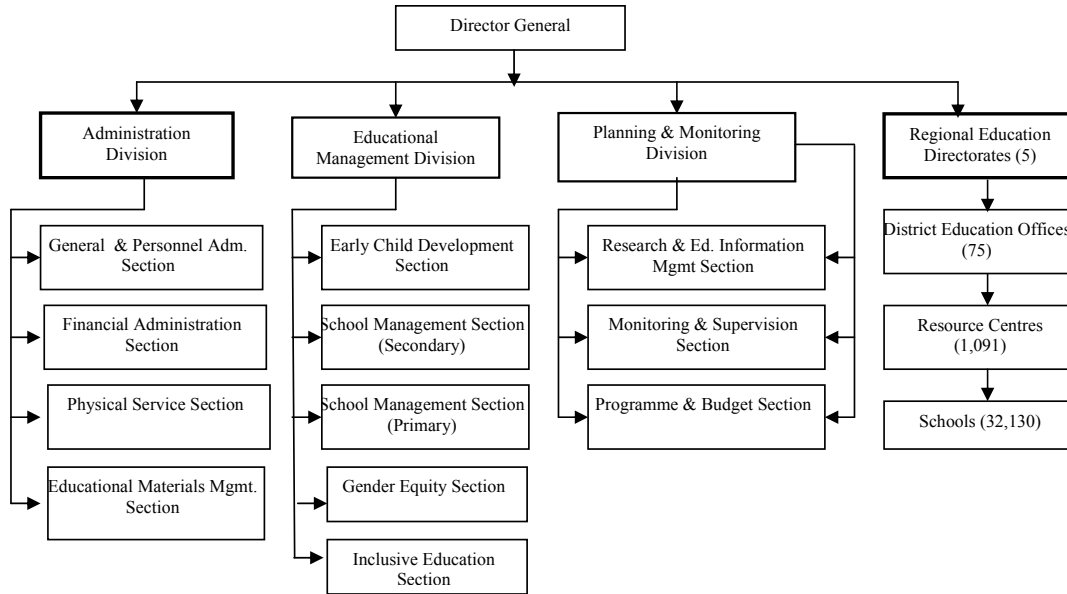 Director General
Administration
Division
Educational
Management Division
Planning & Monitoring
Division
Regional Education
Directorates (5)
General & Personnel Adm.
Section
Financial Administration
Section
Physical Service Section
Educational Materials Mgmt.
Section
Early Child Development
Section
School Management Section
(Secondary)
School Management Section
(Primary)
Gender Equity Section
Inclusive Education
Section
Research & Ed. Information
Mgmt Section
Monitoring & Supervision
Section
Programme & Budget Section
District Education Offices
(75)
Resource Centres
(1,091)
Schools (32,130)